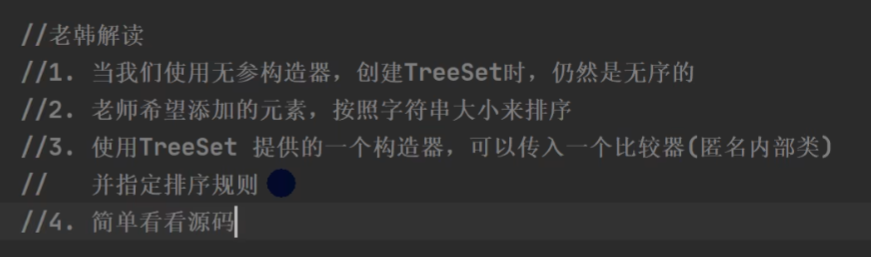 //老韩解读
//1. 当我们使用无参构造器，创建TreeSet时，仍然是无序的
//2. 老师希望添加的元素，按照字符串大小来排序
//3. 使用TreeSet 提供的一个构造器，可以传入一个比较器(匿名内部类)
//   并指定排序规则
//4. 简单看看源码